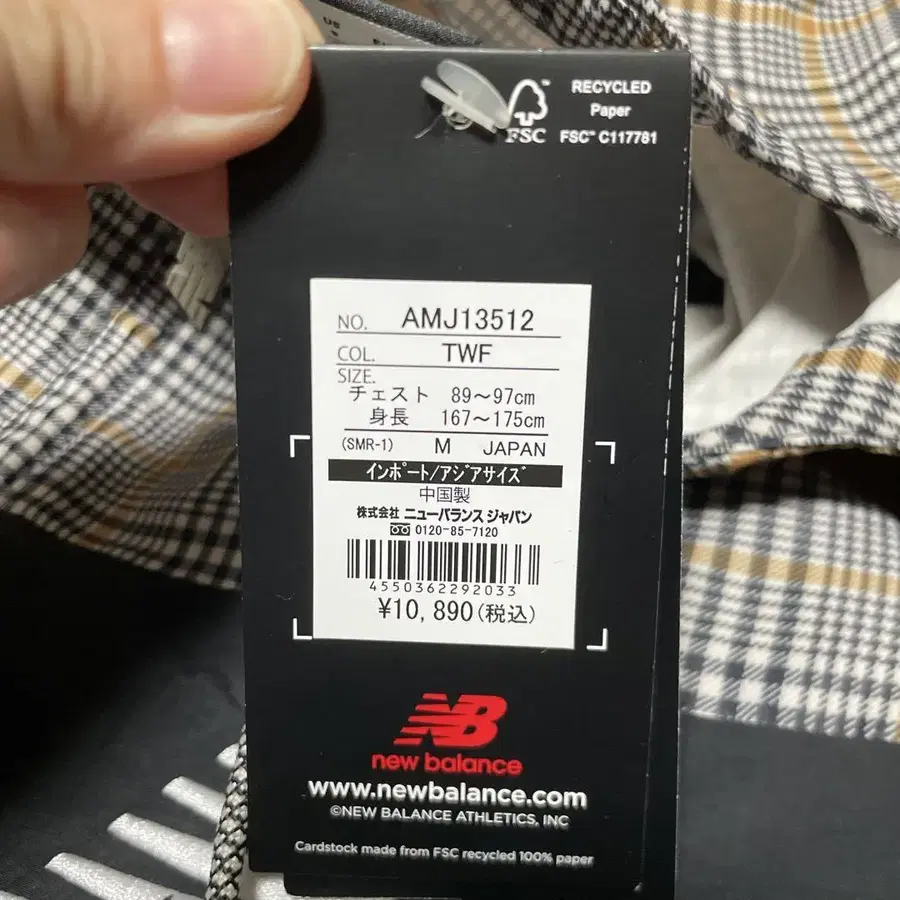 US
RECYCLED
Paper
FSC™ C117781
FSC
NO. AMJ13512
COL. TWF
SIZE.
チェスト 89～97cm
身長 167～175cm
(SMR-1) M JAPAN
インポート/アジアサイズ
中国製
株式会社 ニューバランス ジャパン
0120-85-7120
4550362292033
¥10,890(税込)
NB
new balance
www.newbalance.com
©NEW BALANCE ATHLETICS, INC
Cardstock made from FSC recycled 100% paper